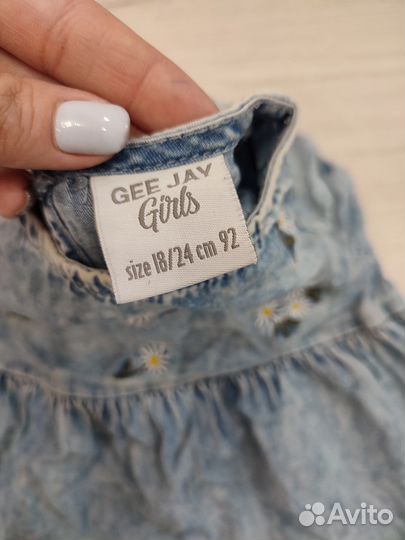 GEE JAY
Girls
size 18/24 cm 92
Avito